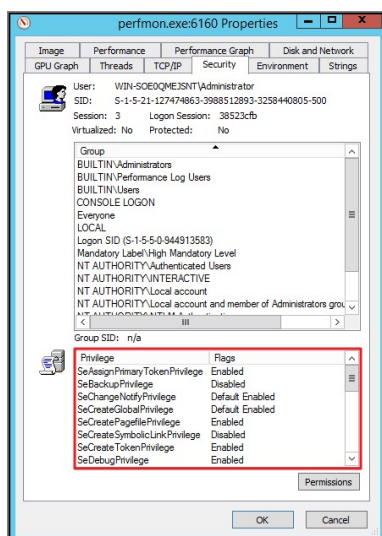 perfmon.exe:6160 Properties
Image Performance Performance Graph Disk and Network
GPU Graph Threads TCP/IP Security Environment Strings
User: WIN-SOE0QMEJSNT\Administrator
SID: S-1-5-21-127474863-3988512893-3258440805-500
Session: 3 Logon Session: 38523cfb
Virtualized: No Protected: No
Group
BUILTIN\Administrators
BUILTIN\Performance Log Users
BUILTIN\Users
CONSOLE LOGON
Everyone
LOCAL
Logon SID (S-1-5-5-0-944913583)
Mandatory Label\High Mandatory Level
NT AUTHORITY\Authenticated Users
NT AUTHORITY\INTERACTIVE
NT AUTHORITY\Local account
NT AUTHORITY\Local account and member of Administrators grou
Group SID: n/a
Privilege Flags
SeAssignPrimaryTokenPrivilege Enabled
SeBackupPrivilege Disabled
SeChangeNotifyPrivilege Default Enabled
SeCreateGlobalPrivilege Default Enabled
SeCreatePagefilePrivilege Enabled
SeCreateSymbolicLinkPrivilege Disabled
SeCreateTokenPrivilege Enabled
SeDebugPrivilege Enabled
Permissions
OK Cancel